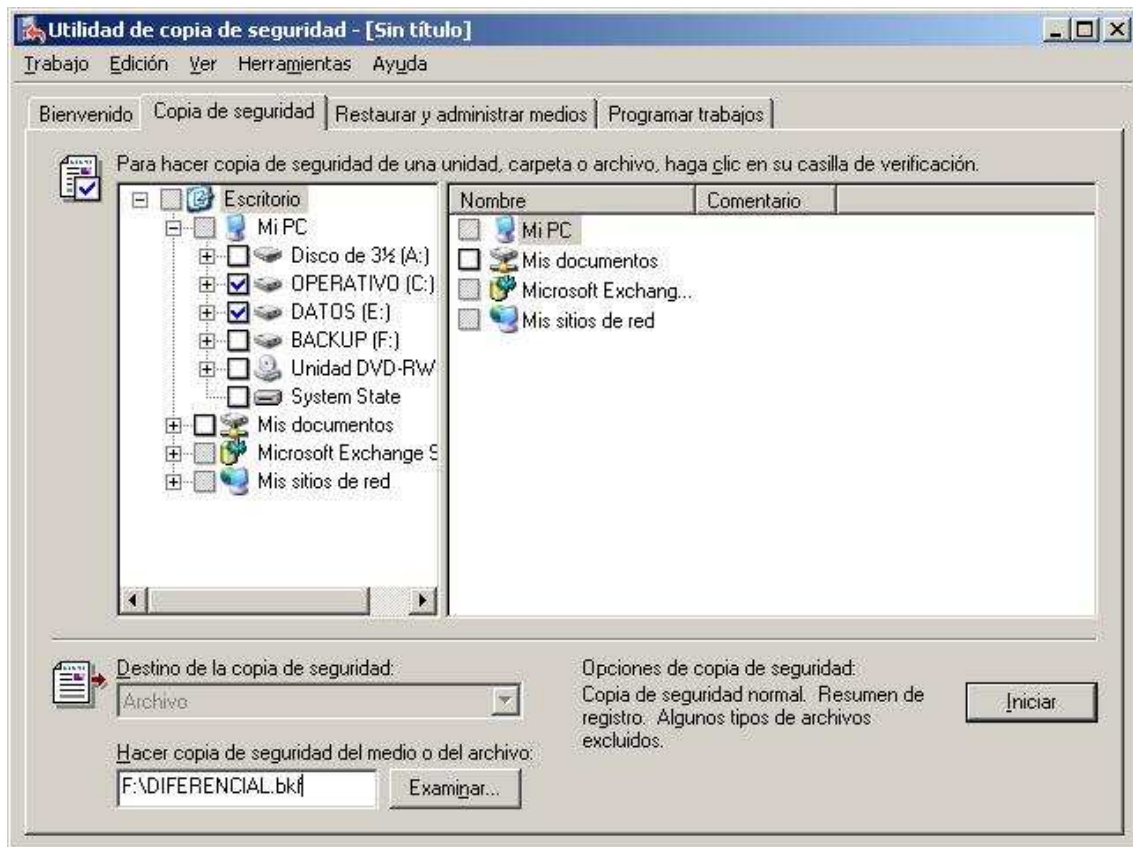 Utilidad de copia de seguridad - [Sin título]
Trabajo Edición Ver Herramientas Ayuda
Bienvenido Copia de seguridad Restaurar y administrar medios Programar trabajos
Para hacer copia de seguridad de una unidad, carpeta o archivo, haga clic en su casilla de verificación.
Escritorio
Mi PC
Disco de 3½ (A:)
OPERATIVO (C:)
DATOS (E:)
BACKUP (F:)
Unidad DVD-RW
System State
Mis documentos
Microsoft Exchange S
Mis sitios de red
Nombre Comentario
Mi PC
Mis documentos
Microsoft Exchang...
Mis sitios de red
Destino de la copia de seguridad:
Archivo
Hacer copia de seguridad del medio o del archivo:
F:\DIFERENCIAL.bkf
Examinar...
Opciones de copia de seguridad:
Copia de seguridad normal. Resumen de
registro. Algunos tipos de archivos
excluidos.
Iniciar